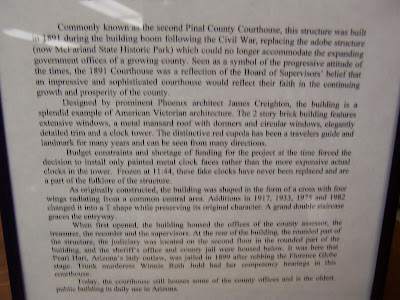 Commonly known as the second Pinal County Courthouse, this structure was built
in 1891 during the building boom following the Civil War, replacing the adobe structure
(now McFarland State Historic Park) which could no longer accommodate the expanding
government offices of a growing county. Seen as a symbol of the progressive attitude of
the times, the 1891 Courthouse was a reflection of the Board of Supervisors' belief that
an impressive and sophisticated courthouse would reflect their faith in the continuing
growth and prosperity of the county.
Designed by prominent Phoenix architect James Creighton, the building is a
splendid example of American Victorian architecture. The 2 story brick building features
extensive windows, a metal mansard roof with dormers and circular windows, elegantly
detailed trim and a clock tower. The distinctive red cupola has been a travelers guide and
landmark for many years and can be seen from many directions.
Budget constraints and shortage of funding for the project at the time forced the
decision to install only painted metal clock faces rather than the more expensive actual
clocks in the tower. Frozen at 11:44, these fake clocks have never been replaced and are
a part of the folklore of the structure.
As originally constructed, the building was shaped in the form of a cross with four
wings radiating from a common central area. Additions in 1917, 1933, 1975 and 1982
changed it into a T shape while preserving its original character. A grand double staircase
graces the entryway.
When first opened, the building housed the offices of the county assessor, the
treasurer, the recorder and the supervisors. At the rear of the building, the rounded part of
the structure, the judiciary was located on the second floor in the rounded part of the
building, and the sheriff's office and county jail were housed below. It was here that
Pearl Hart, Arizona's lady outlaw, was jailed in 1899 after robbing the Florence Globe
stage. Trunk murderess Winnie Ruth Judd had her competency hearings in this
courthouse.
Today, the courthouse still houses some of the county offices and is the oldest
public building in daily use in Arizona.